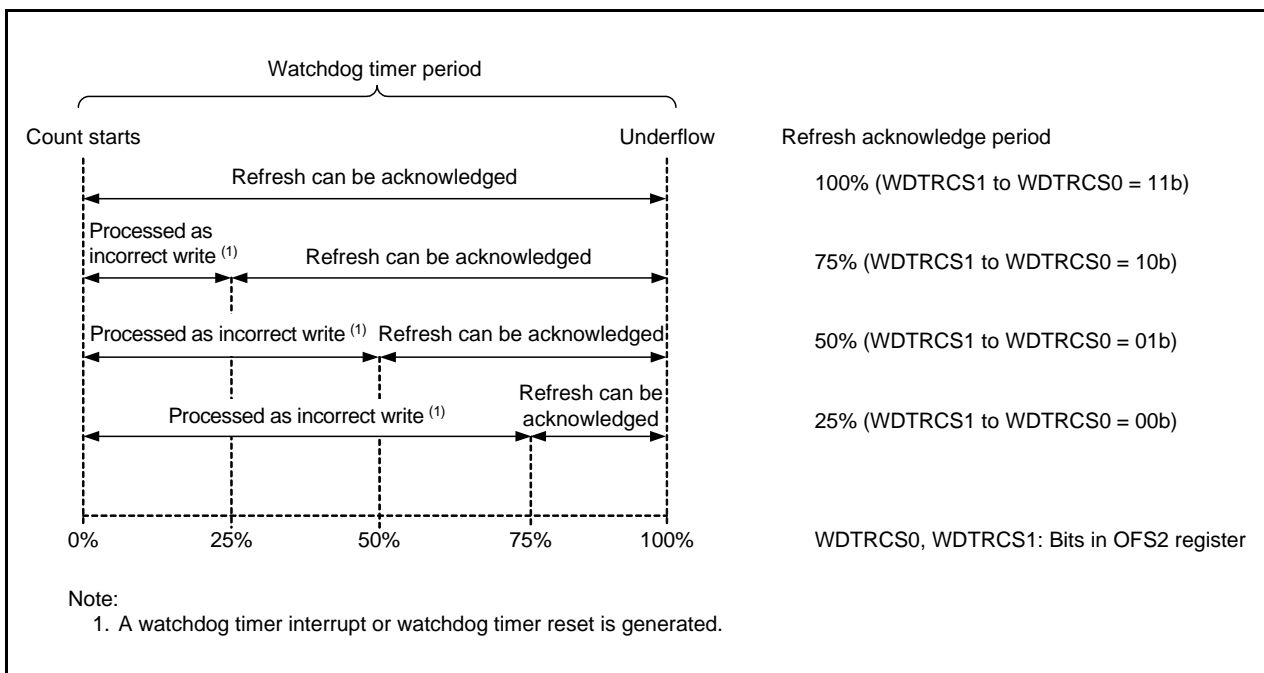 Watchdog timer period
Count starts
Underflow
Refresh acknowledge period
Refresh can be acknowledged
100% (WDTRCS1 to WDTRCS0 = 11b)
Processed as
incorrect write (1)
Refresh can be acknowledged
75% (WDTRCS1 to WDTRCS0 = 10b)
Processed as incorrect write (1)
Refresh can be acknowledged
50% (WDTRCS1 to WDTRCS0 = 01b)
Processed as incorrect write (1)
Refresh can be
acknowledged
25% (WDTRCS1 to WDTRCS0 = 00b)
0%
25%
50%
75%
100%
WDTRCS0, WDTRCS1: Bits in OFS2 register
Note:
1. A watchdog timer interrupt or watchdog timer reset is generated.